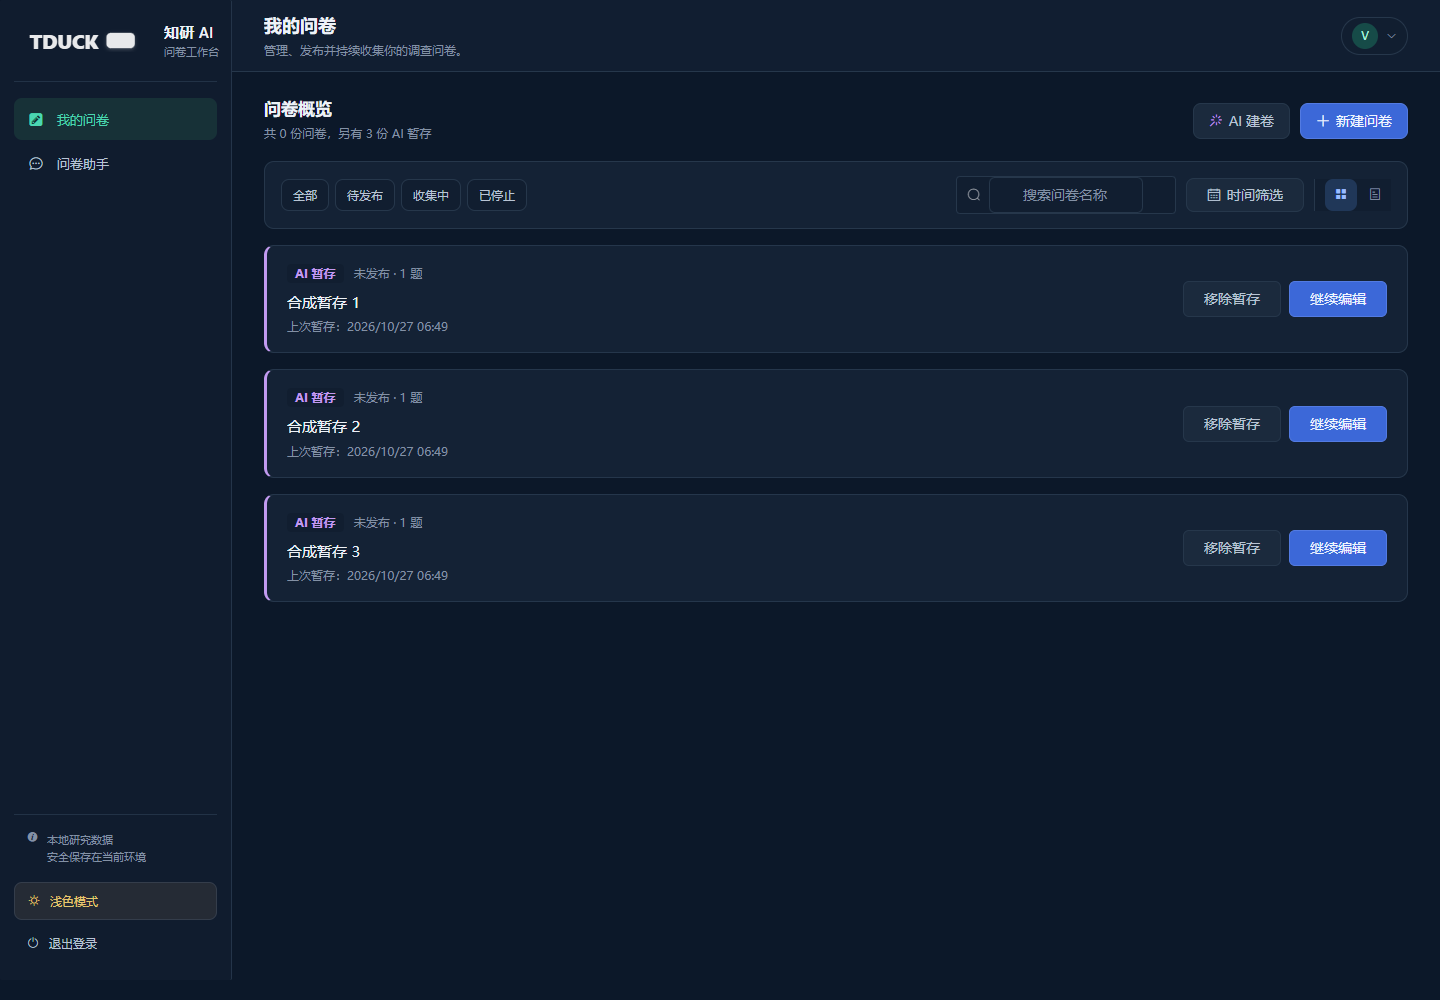 TDUCK
知研 AI
问卷工作台
我的问卷
问卷助手
本地研究数据
安全保存在当前环境
浅色模式
退出登录
我的问卷
管理、发布并持续收集你的调查问卷。
V
问卷概览
共 0 份问卷，另有 3 份 AI 暂存
AI 建卷
新建问卷
全部
待发布
收集中
已停止
搜索问卷名称
时间筛选
AI 暂存 未发布 · 1 题
合成暂存 1
上次暂存：2026/10/27 06:49
移除暂存
继续编辑
AI 暂存 未发布 · 1 题
合成暂存 2
上次暂存：2026/10/27 06:49
移除暂存
继续编辑
AI 暂存 未发布 · 1 题
合成暂存 3
上次暂存：2026/10/27 06:49
移除暂存
继续编辑